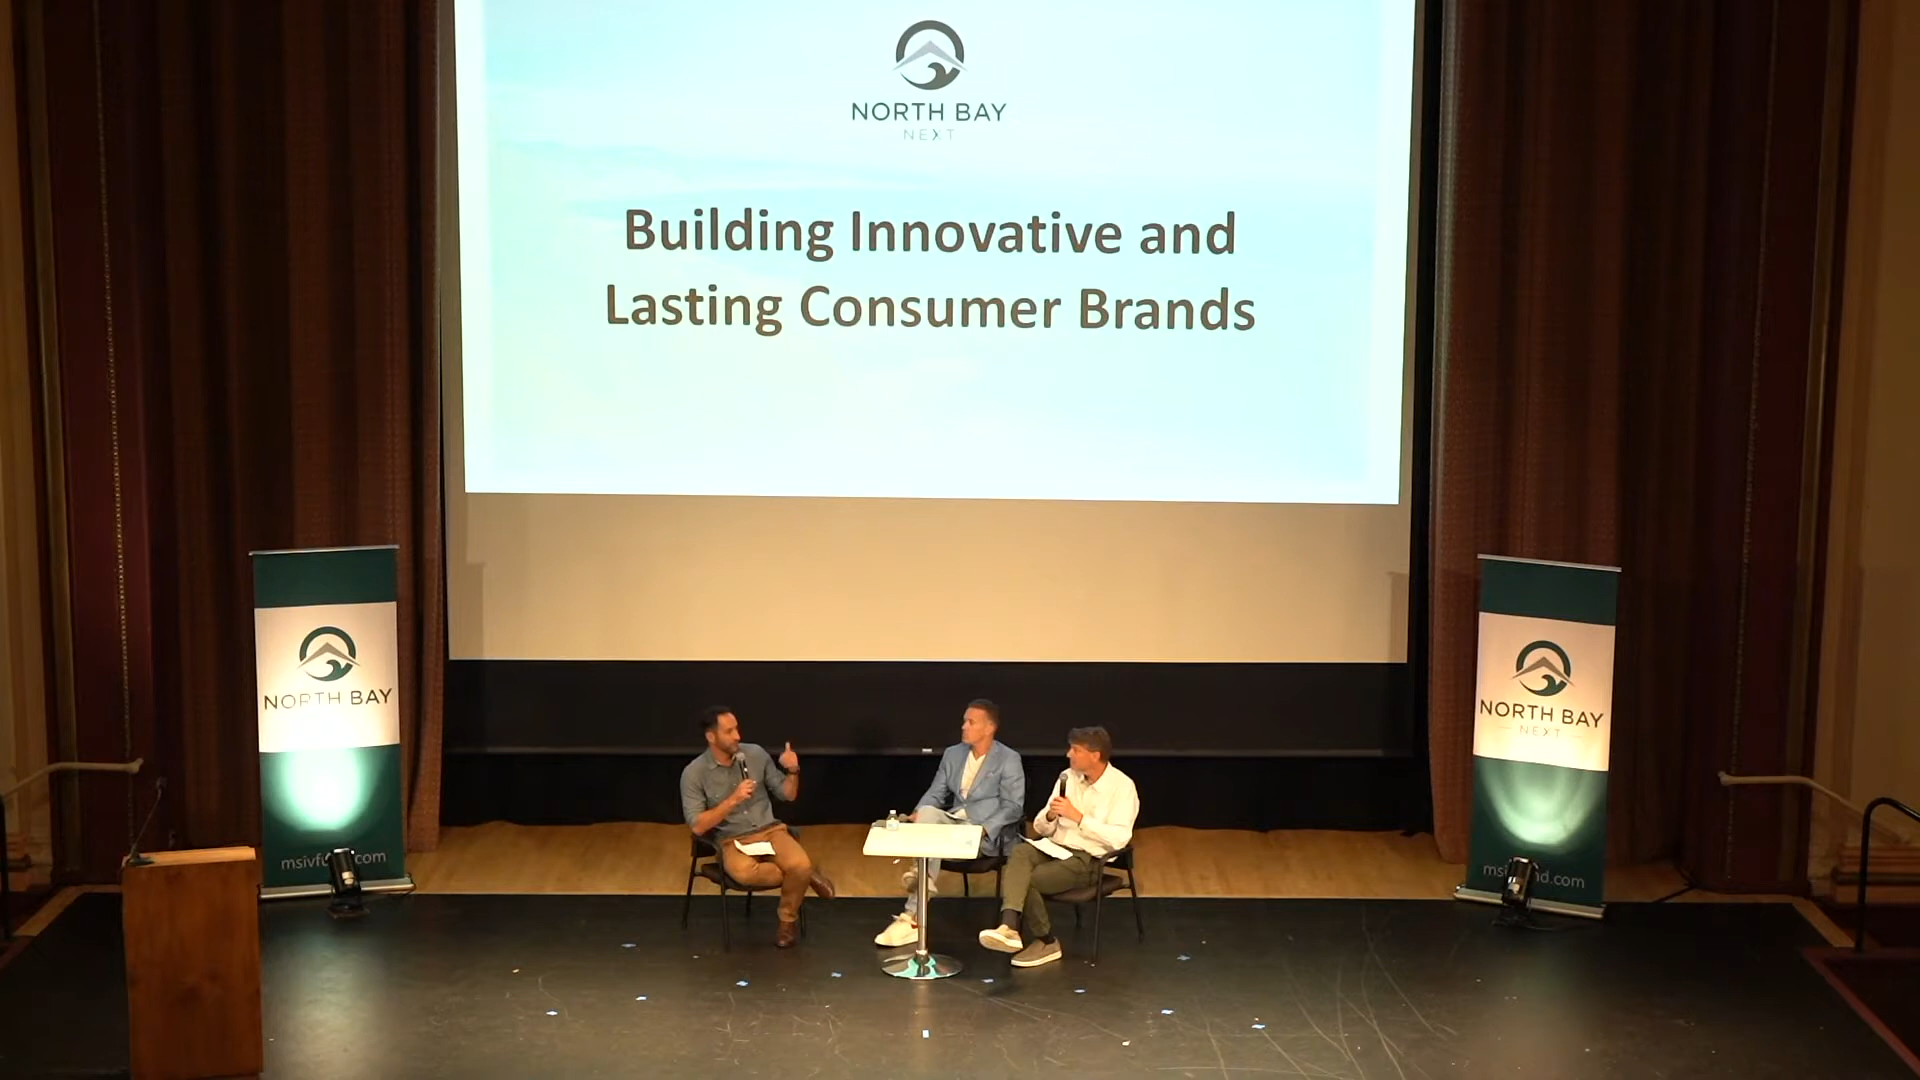 NORTH BAY
NEXT
Building Innovative and
Lasting Consumer Brands
NORTH BAY
NORTH BAY
NEXT